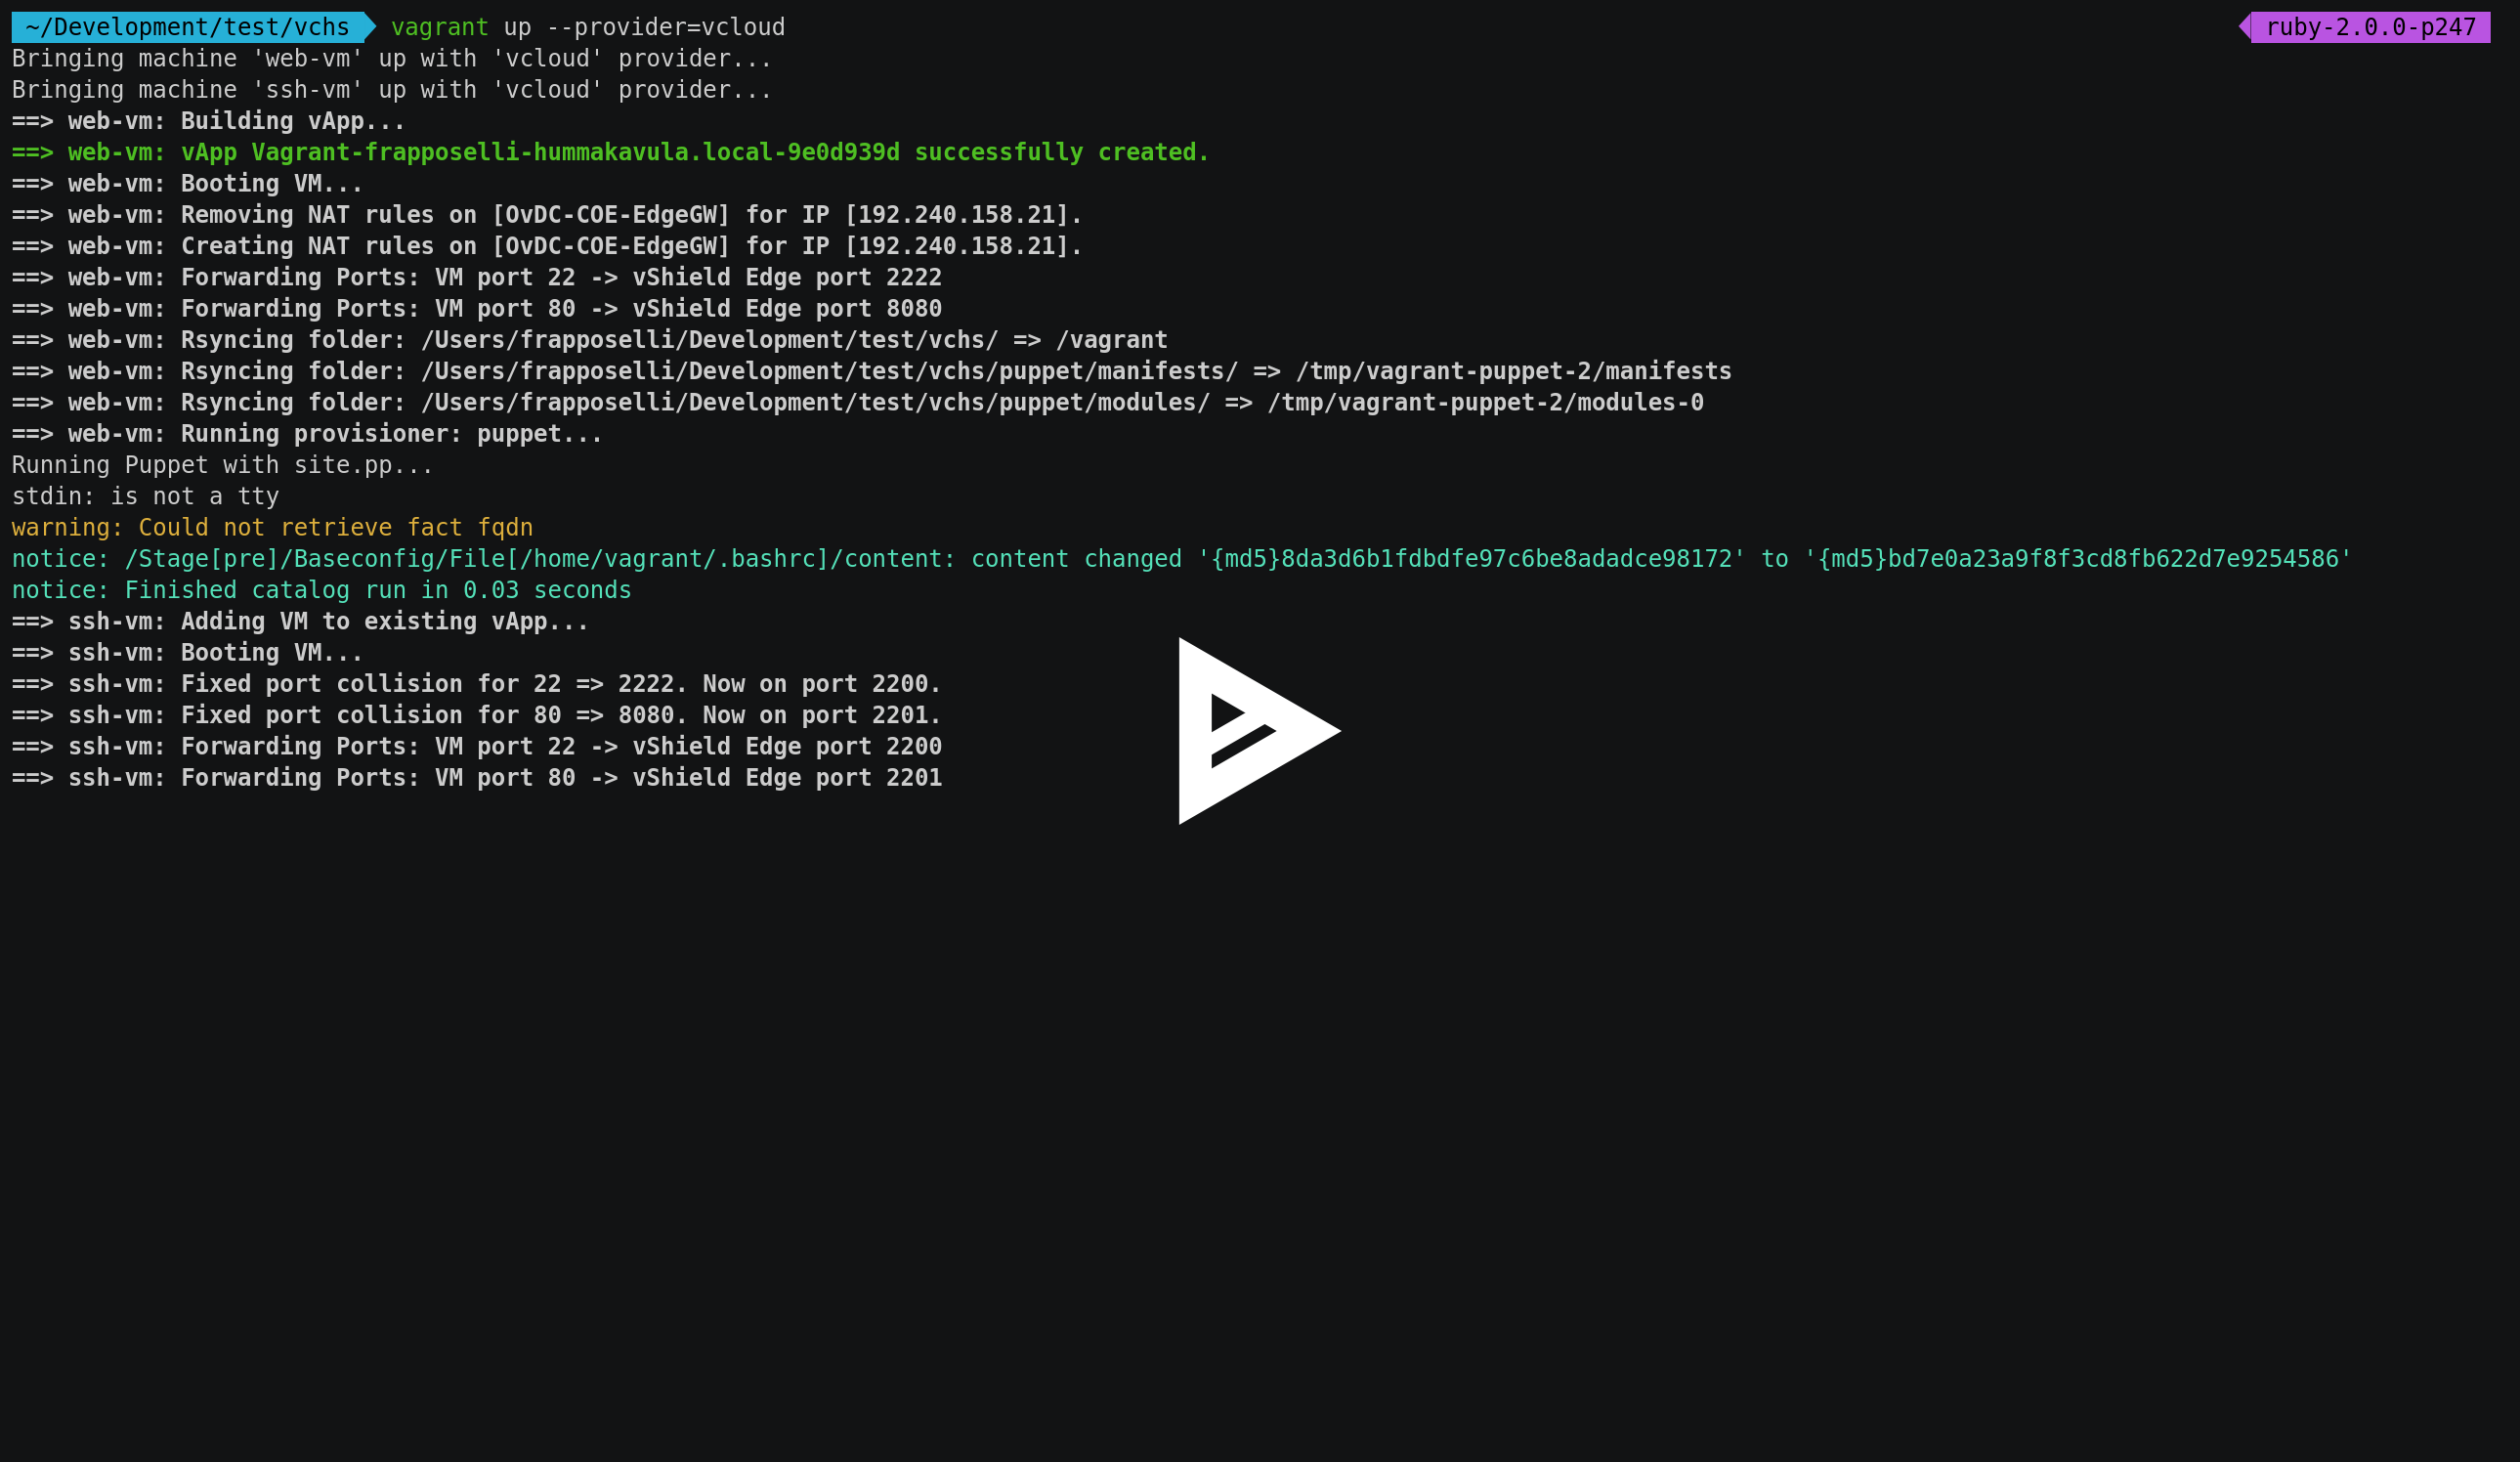 ~/Development/test/vchs vagrant up --provider=vcloud ruby-2.0.0-p247
Bringing machine 'web-vm' up with 'vcloud' provider...
Bringing machine 'ssh-vm' up with 'vcloud' provider...
==> web-vm: Building vApp...
==> web-vm: vApp Vagrant-frapposelli-hummakavula.local-9e0d939d successfully created.
==> web-vm: Booting VM...
==> web-vm: Removing NAT rules on [OvDC-COE-EdgeGW] for IP [192.240.158.21].
==> web-vm: Creating NAT rules on [OvDC-COE-EdgeGW] for IP [192.240.158.21].
==> web-vm: Forwarding Ports: VM port 22 -> vShield Edge port 2222
==> web-vm: Forwarding Ports: VM port 80 -> vShield Edge port 8080
==> web-vm: Rsyncing folder: /Users/frapposelli/Development/test/vchs/ => /vagrant
==> web-vm: Rsyncing folder: /Users/frapposelli/Development/test/vchs/puppet/manifests/ => /tmp/vagrant-puppet-2/manifests
==> web-vm: Rsyncing folder: /Users/frapposelli/Development/test/vchs/puppet/modules/ => /tmp/vagrant-puppet-2/modules-0
==> web-vm: Running provisioner: puppet...
Running Puppet with site.pp...
stdin: is not a tty
warning: Could not retrieve fact fqdn
notice: /Stage[pre]/Baseconfig/File[/home/vagrant/.bashrc]/content: content changed '{md5}8da3d6b1fdbdfe97c6be8adadce98172' to '{md5}bd7e0a23a9f8f3cd8fb622d7e9254586'
notice: Finished catalog run in 0.03 seconds
==> ssh-vm: Adding VM to existing vApp...
==> ssh-vm: Booting VM...
==> ssh-vm: Fixed port collision for 22 => 2222. Now on port 2200.
==> ssh-vm: Fixed port collision for 80 => 8080. Now on port 2201.
==> ssh-vm: Forwarding Ports: VM port 22 -> vShield Edge port 2200
==> ssh-vm: Forwarding Ports: VM port 80 -> vShield Edge port 2201